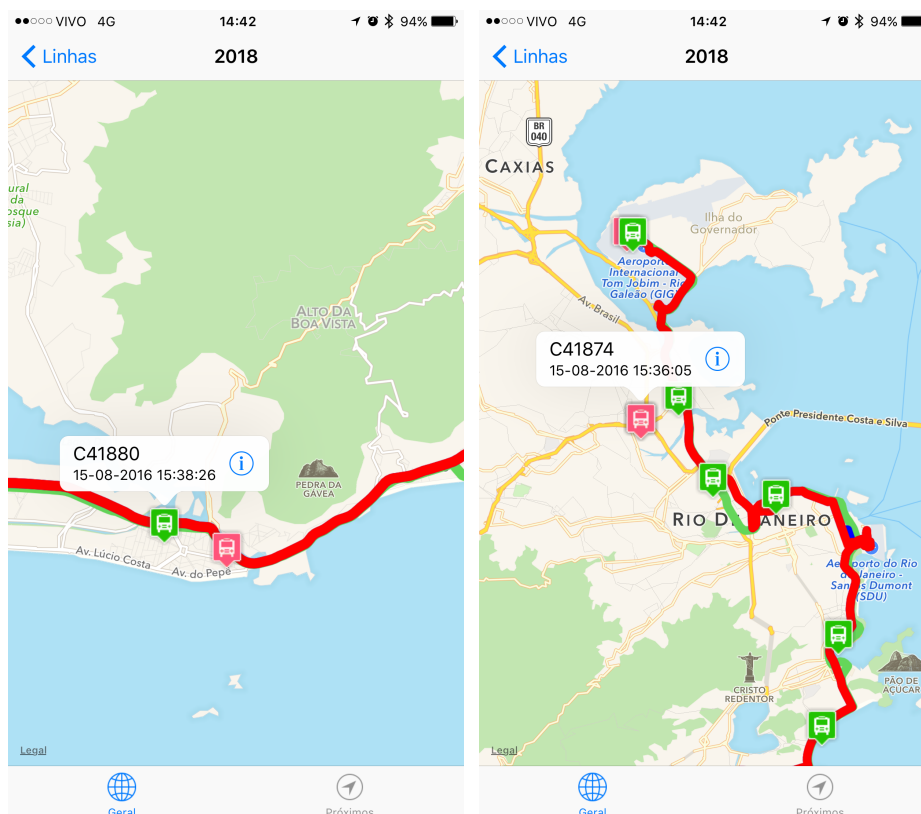 VIVO 4G 14:42 94%
Linhas 2018
ural
da
osque
sia)
ALTO DA
BOA VISTA
C41880
15-08-2016 15:38:26
PEDRA DA
GÁVEA
Av. Lúcio Costa
Av. do Pepê
Legal
Geral Próximos
VIVO 4G 14:42 94%
Linhas 2018
BR
040
CAXIAS
Ilha do
Governador
Aeroporto
Internacional
Tom Jobim - Rio
Galeão (GIG)
Av. Brasil
C41874
15-08-2016 15:36:05
Ponte Presidente Costa e Silva
RIO DE JANEIRO
Aeroporto do Rio
de Janeiro -
Santos Dumont
(SDU)
CRISTO
REDENTOR
PÃO DE
AÇÚCAR
Legal
Geral Próximos